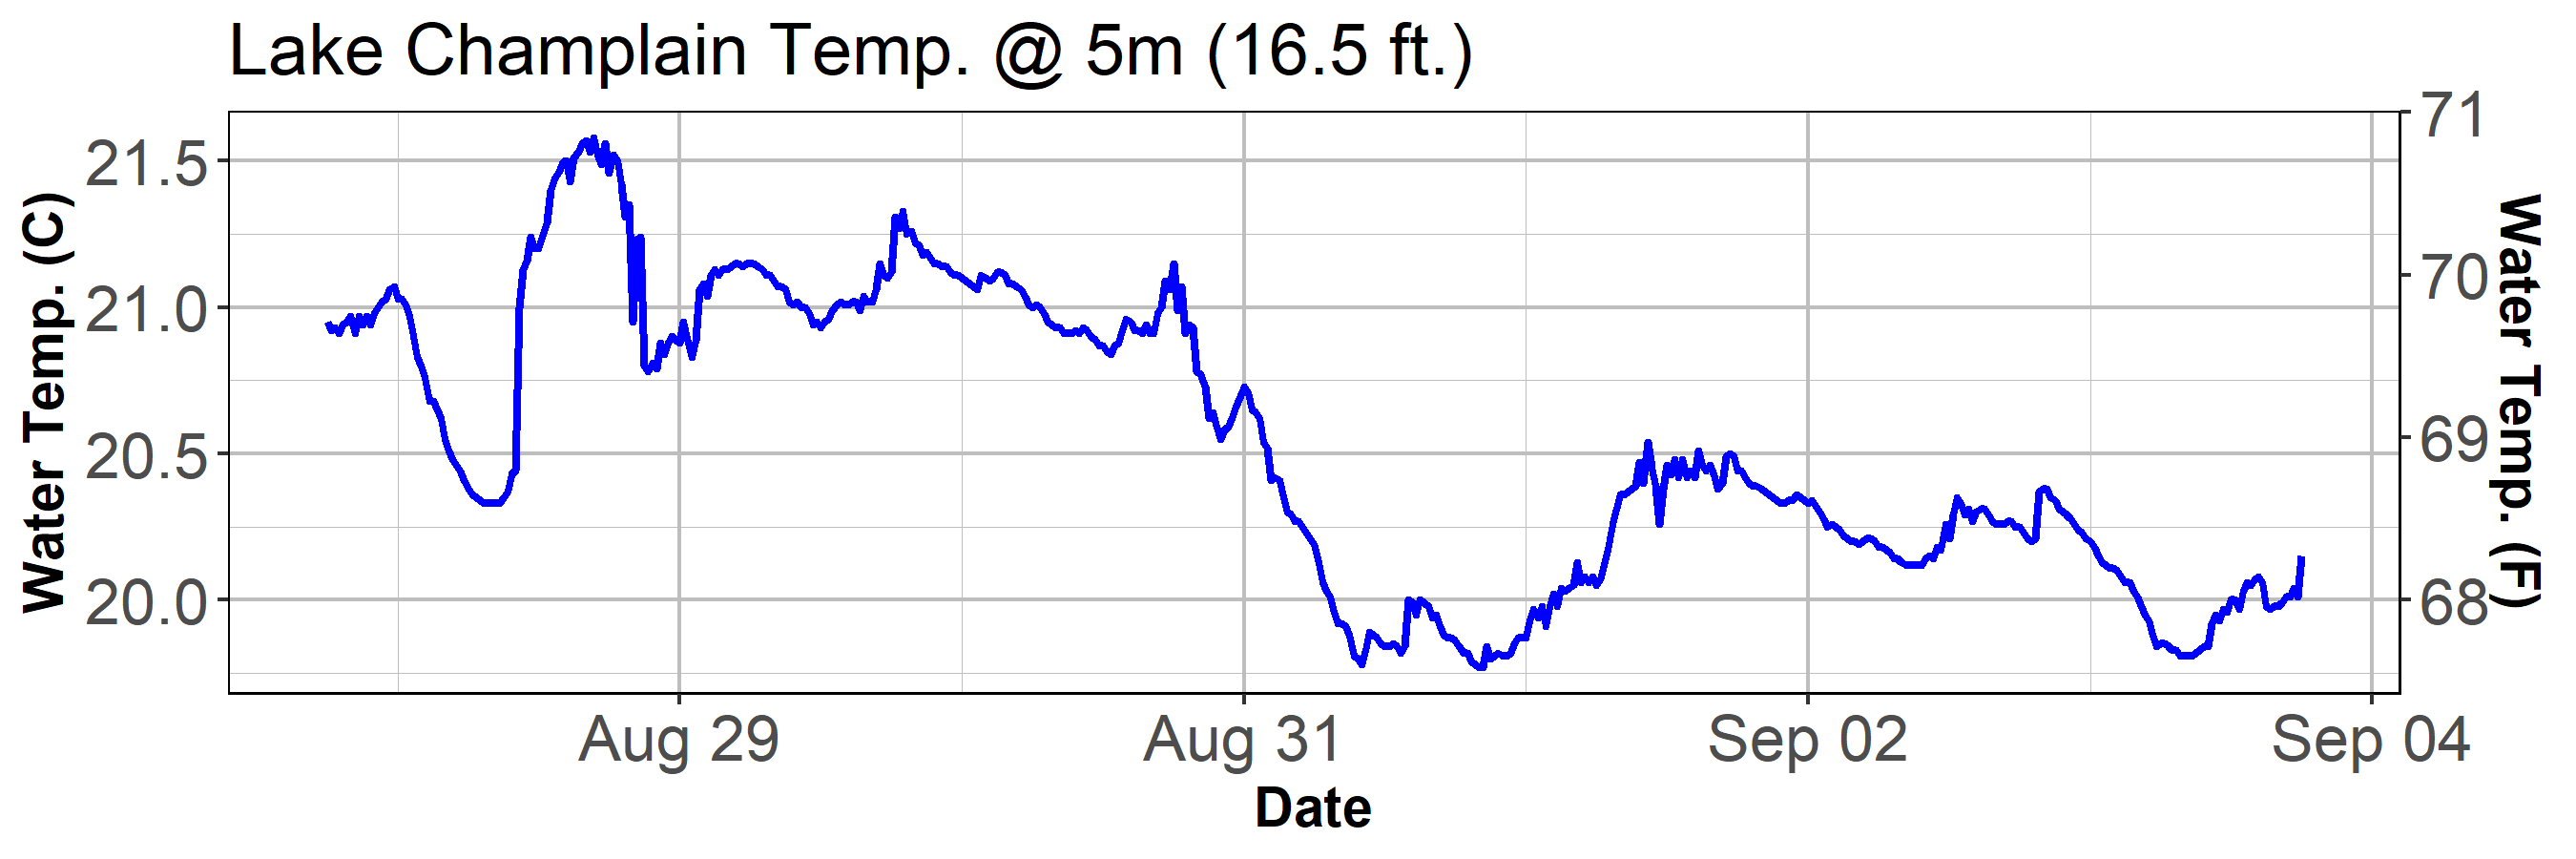 Lake Champlain Temp. @ 5m (16.5 ft.)
Water Temp. (C)
21.5
21.0
20.5
20.0
71
70
69
68
Water Temp. (F)
Aug 29
Aug 31
Sep 02
Sep 04
Date